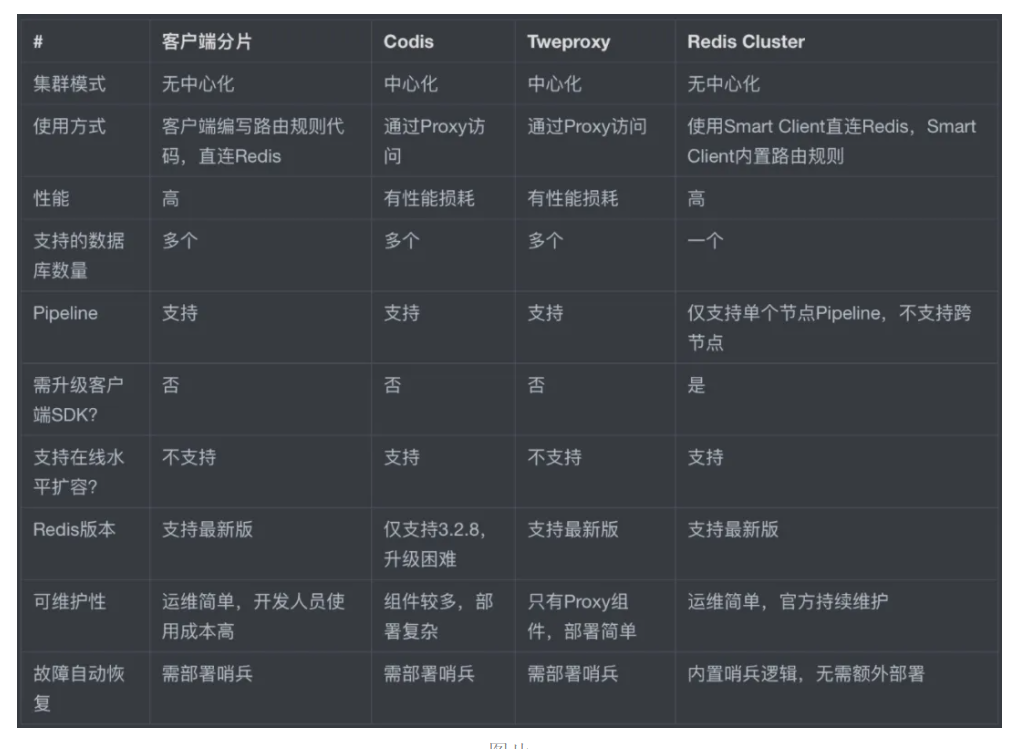 # 客户端分片 Codis Tweproxy Redis Cluster
集群模式 无中心化 中心化 中心化 无中心化
使用方式 客户端编写路由规则代 通过Proxy访 通过Proxy访问 使用Smart Client直连Redis，Smart
码，直连Redis 问 Client内置路由规则
性能 高 有性能损耗 有性能损耗 高
支持的数据 多个 多个 多个 一个
库数量
Pipeline 支持 支持 支持 仅支持单个节点Pipeline，不支持跨
节点
需升级客户 否 否 否 是
端SDK?
支持在线水 不支持 支持 不支持 支持
平扩容?
Redis版本 支持最新版 仅支持3.2.8， 支持最新版 支持最新版
升级困难
可维护性 运维简单，开发人员使 组件较多，部 只有Proxy组 运维简单，官方持续维护
用成本高 署复杂 件，部署简单
故障自动恢 需部署哨兵 需部署哨兵 需部署哨兵 内置哨兵逻辑，无需额外部署
复